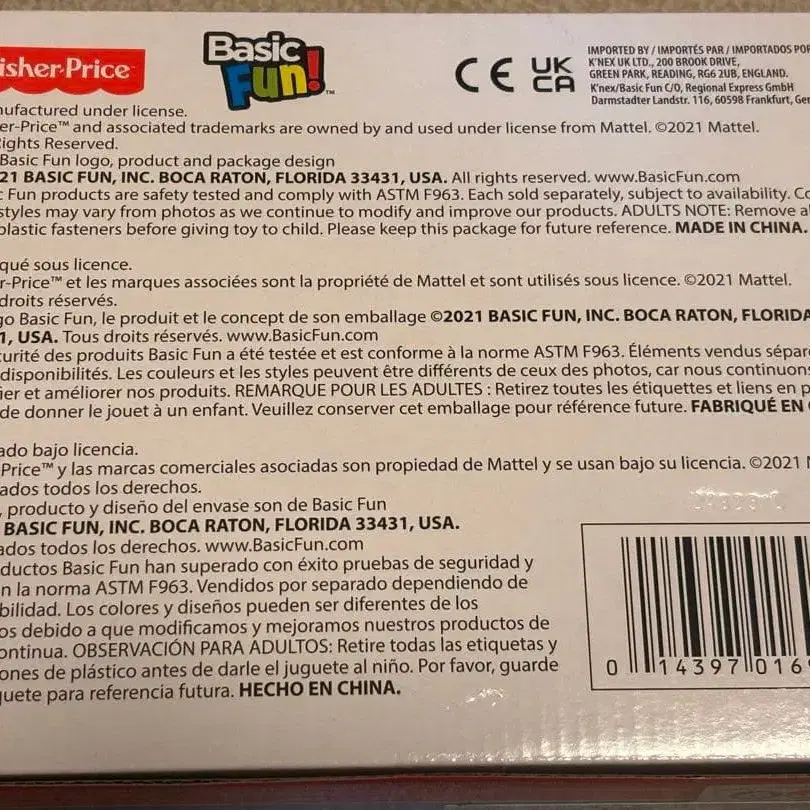 isher-Price
Basic Fun!™
CE UK CA
IMPORTED BY / IMPORTÉS PAR / IMPORTADOS POR
K'NEX UK LTD., 200 BROOK DRIVE,
GREEN PARK, READING, RG6 2UB, ENGLAND.
K'nex/Basic Fun C/O, Regional Express GmbH
Darmstadter Landstr. 116, 60598 Frankfurt, Ger
nufactured under license.
er-Price™ and associated trademarks are owned by and used under license from Mattel. ©2021 Mattel.
ights Reserved.
Basic Fun logo, product and package design
21 BASIC FUN, INC. BOCA RATON, FLORIDA 33431, USA. All rights reserved. www.BasicFun.com
c Fun products are safety tested and comply with ASTM F963. Each sold separately, subject to availability. Co
styles may vary from photos as we continue to modify and improve our products. ADULTS NOTE: Remove al
plastic fasteners before giving toy to child. Please keep this package for future reference. MADE IN CHINA.
qué sous licence.
r-Price™ et les marques associées sont la propriété de Mattel et sont utilisés sous licence. ©2021 Mattel.
droits réservés.
go Basic Fun, le produit et le concept de son emballage ©2021 BASIC FUN, INC. BOCA RATON, FLORIDA
1, USA. Tous droits réservés. www.BasicFun.com
urité des produits Basic Fun a été testée et est conforme à la norme ASTM F963. Éléments vendus sépar
disponibilités. Les couleurs et les styles peuvent être différents de ceux des photos, car nous continuons
fier et améliorer nos produits. REMARQUE POUR LES ADULTES : Retirez toutes les étiquettes et liens en p
de donner le jouet à un enfant. Veuillez conserver cet emballage pour référence future. FABRIQUÉ EN
ado bajo licencia.
Price™ y las marcas comerciales asociadas son propiedad de Mattel y se usan bajo su licencia. ©2021 M
ados todos los derechos.
, producto y diseño del envase son de Basic Fun
BASIC FUN, INC. BOCA RATON, FLORIDA 33431, USA.
ados todos los derechos. www.BasicFun.com
ductos Basic Fun han superado con éxito pruebas de seguridad y
n la norma ASTM F963. Vendidos por separado dependiendo de
bilidad. Los colores y diseños pueden ser diferentes de los
os debido a que modificamos y mejoramos nuestros productos de
ontinua. OBSERVACIÓN PARA ADULTOS: Retire todas las etiquetas y
ones de plástico antes de darle el juguete al niño. Por favor, guarde
guete para referencia futura. HECHO EN CHINA.
0 14397 016